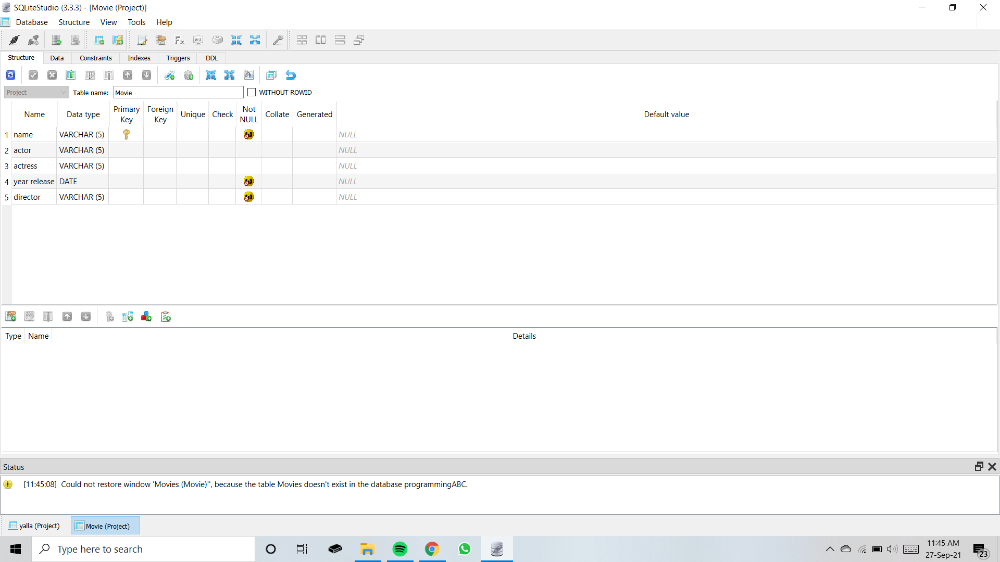 SQLiteStudio (3.3.3) - [Movie (Project)]
Database Structure View Tools Help
Structure Data Constraints Indexes Triggers DDL
Project Table name: Movie WITHOUT ROWID
Name Data type Primary Key Foreign Key Unique Check Not NULL Collate Generated Default value
1 name VARCHAR (5) NULL
2 actor VARCHAR (5) NULL
3 actress VARCHAR (5) NULL
4 year release DATE NULL
5 director VARCHAR (5) NULL
Type Name Details
Status
[11:45:08] Could not restore window 'Movies (Movie)'', because the table Movies doesn't exist in the database programmingABC.
yalla (Project) Movie (Project)
Type here to search
11:45 AM
27-Sep-21
23